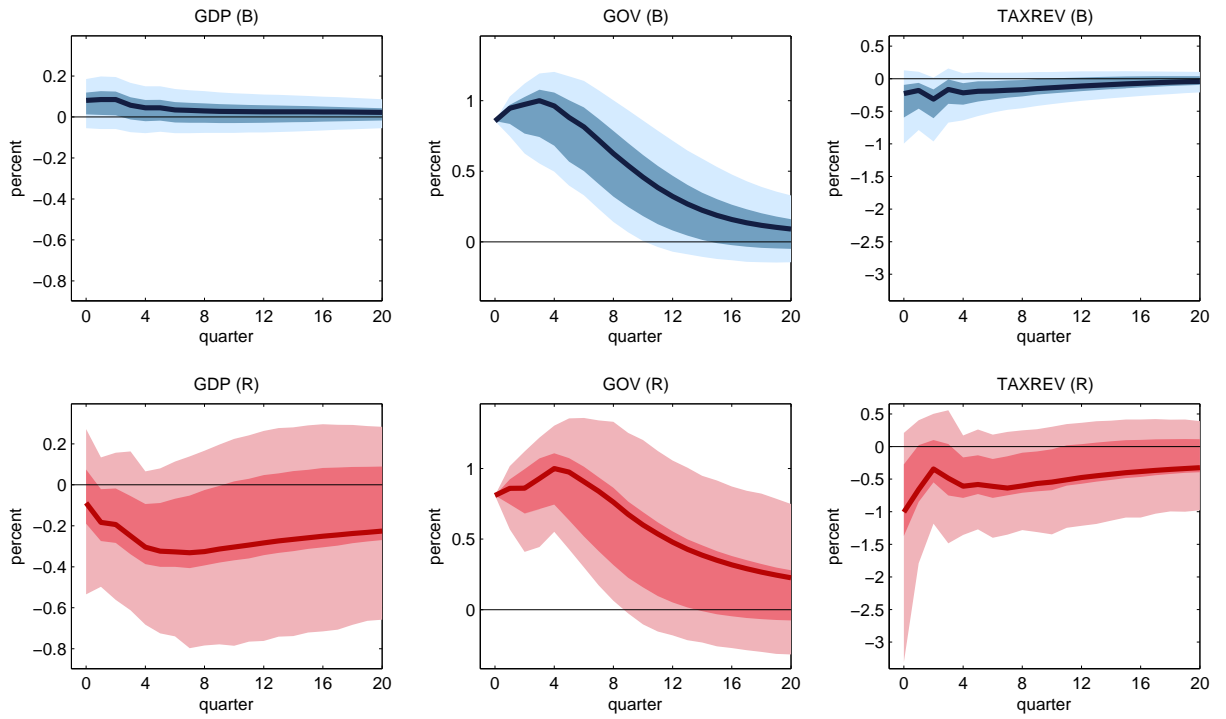 GDP (B)
GOV (B)
TAXREV (B)
percent
0.2
0
−0.2
−0.4
−0.6
−0.8
0 4 8 12 16 20
quarter
percent
1
0.5
0
0 4 8 12 16 20
quarter
percent
0.5
0
−0.5
−1
−1.5
−2
−2.5
−3
0 4 8 12 16 20
quarter
GDP (R)
GOV (R)
TAXREV (R)
percent
0.2
0
−0.2
−0.4
−0.6
−0.8
0 4 8 12 16 20
quarter
percent
1
0.5
0
0 4 8 12 16 20
quarter
percent
0.5
0
−0.5
−1
−1.5
−2
−2.5
−3
0 4 8 12 16 20
quarter